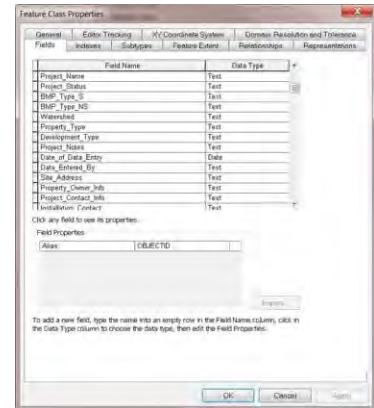 Feature Class Properties
General Editor Tracking XY Coordinate System Domain, Resolution and Tolerance
Fields Indexes Subtypes Feature Extent Relationships Representations
Field Name Data Type
Project_Name Text
Project_Status Text
BMP_Type_S Text
BMP_Type_NS Text
Watershed Text
Property_Type Text
Development_Type Text
Project_Notes Text
Date_of_Data_Entry Date
Data_Entered_By Text
Site_Address Text
Property_Owner_Info Text
Project_Contact_Info Text
Installation_Contact Text
Click any field to see its properties.
Field Properties
Alias OBJECTID
Import...
To add a new field, type the name into an empty row in the Field Name column, click in
the Data Type column to choose the data type, then edit the Field Properties.
OK Cancel Apply